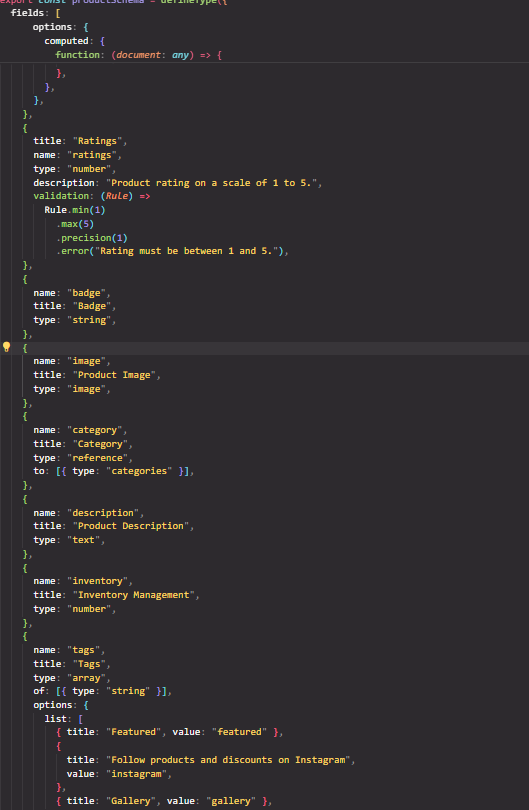 export const productSchema = defineType({
fields: [
options: {
computed: {
function: (document: any) => {
},
},
},
},
{
title: "Ratings",
name: "ratings",
type: "number",
description: "Product rating on a scale of 1 to 5.",
validation: (Rule) =>
Rule.min(1)
.max(5)
.precision(1)
.error("Rating must be between 1 and 5."),
},
{
name: "badge",
title: "Badge",
type: "string",
},
{
name: "image",
title: "Product Image",
type: "image",
},
{
name: "category",
title: "Category",
type: "reference",
to: [{ type: "categories" }],
},
{
name: "description",
title: "Product Description",
type: "text",
},
{
name: "inventory",
title: "Inventory Management",
type: "number",
},
{
name: "tags",
title: "Tags",
type: "array",
of: [{ type: "string" }],
options: {
list: [
{ title: "Featured", value: "featured" },
{
title: "Follow products and discounts on Instagram",
value: "instagram",
},
{ title: "Gallery", value: "gallery" },